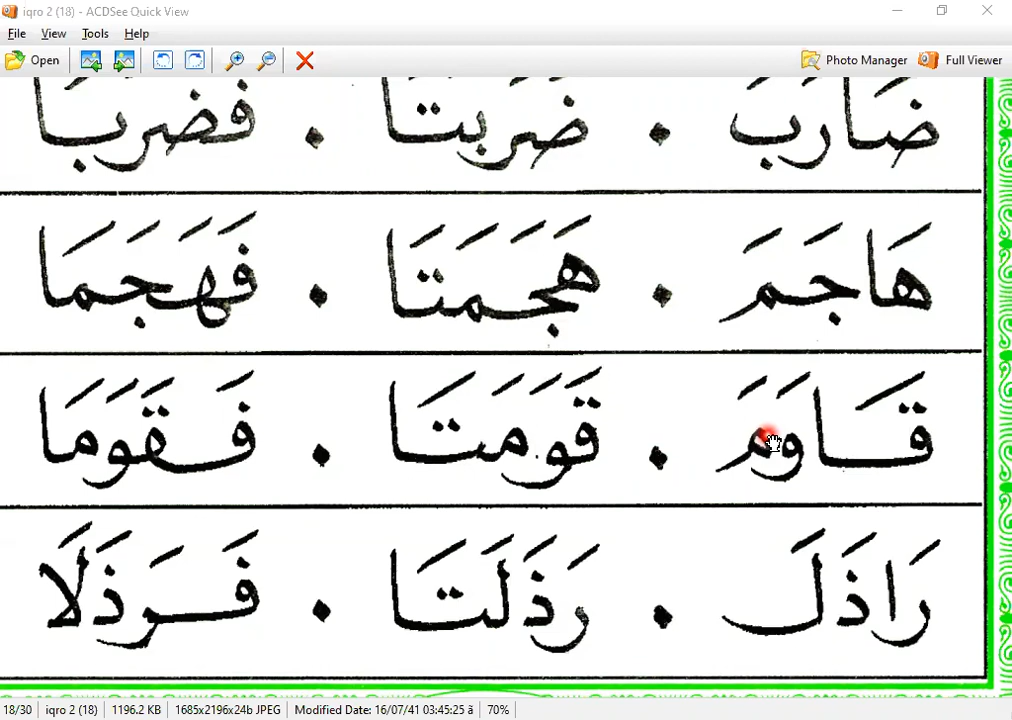 iqro 2 (18) - ACDSee Quick View
File View Tools Help
Open Photo Manager Full Viewer
ضَارَبَ . ضَرَبَتَا . فَضَرَبَا
هَاجَمَ . هَجَمَتَا . فَهَجَمَا
قَاوَمَ . قَوَمَتَا . فَقَوَمَا
رَاذَلَ . رَذَلَتَا . فَرَذَلَا
18/30 iqro 2 (18) 1196.2 KB 1685x2196x24b JPEG Modified Date: 16/07/41 03:45:25 ã 70%